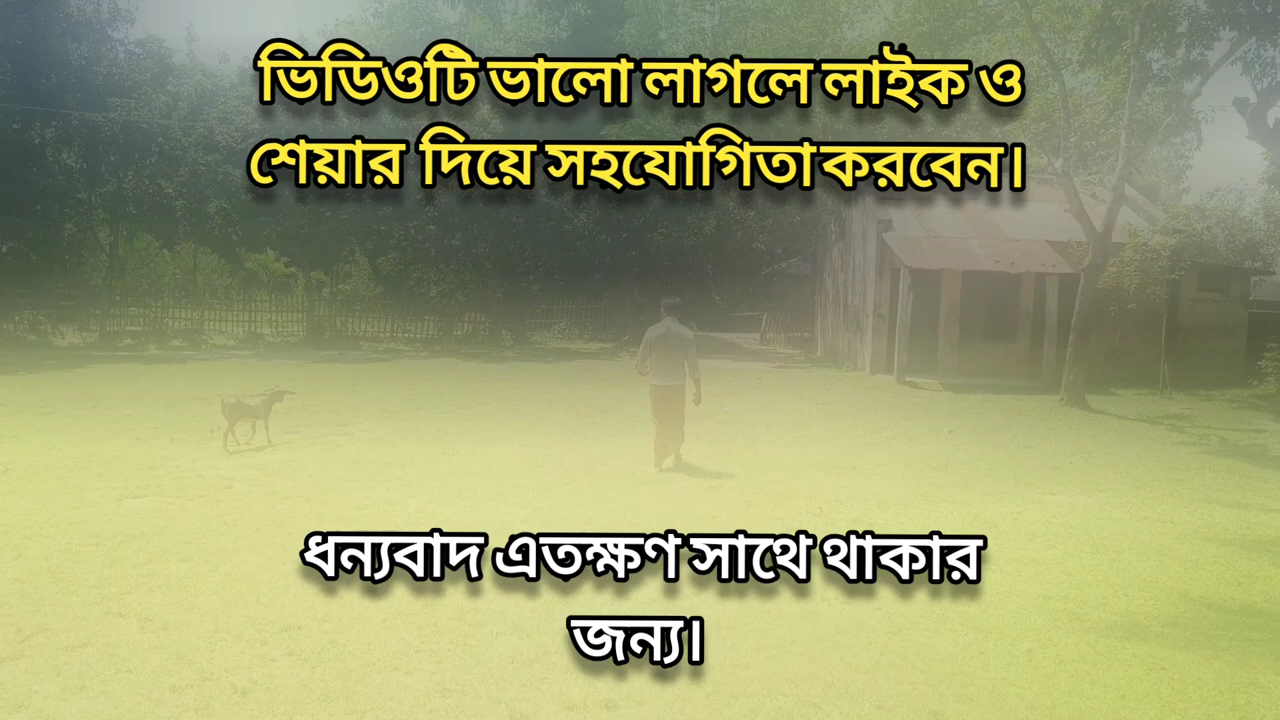 ভিডিওটি ভালো লাগলে লাইক ও
শেয়ার দিয়ে সহযোগিতা করবেন।
ধন্যবাদ এতক্ষণ সাথে থাকার
জন্য।